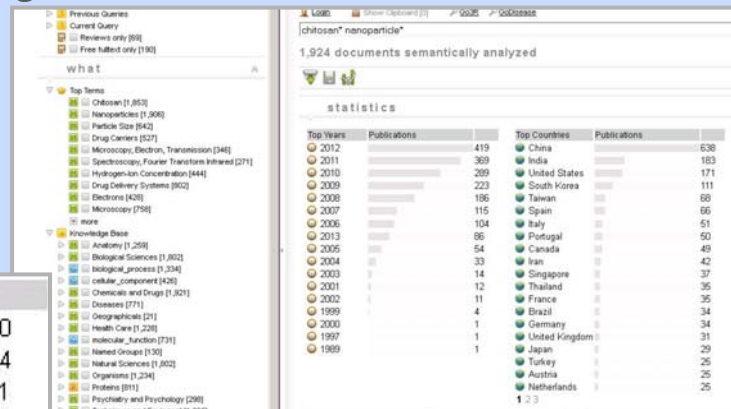 Previous Queries
Current Query
Reviews only [69]
Free fulltext only [190]
what
Top Terms
Chitosan [1,853]
Nanoparticles [1,906]
Particle Size [642]
Drug Carriers [527]
Microscopy, Electron, Transmission [346]
Spectroscopy, Fourier Transform Infrared [271]
Hydrogen-Ion Concentration [444]
Drug Delivery Systems [802]
Electrons [428]
Microscopy [758]
more
Knowledge Base
Anatomy [1,259]
Biological Sciences [1,802]
biological_process [1,334]
cellular_component [426]
Chemicals and Drugs [1,921]
Diseases [771]
Geographicals [21]
Health Care [1,228]
molecular_function [731]
Named Groups [130]
Natural Sciences [1,802]
Organisms [1,234]
Proteins [811]
Psychiatry and Psychology [298]
0
4
1
Login Show Clipboard [0] Go3R GoDisease
chitosan* nanoparticle*
1,924 documents semantically analyzed
statistics
Top Years Publications Top Countries Publications
2012 419 China 638
2011 369 India 183
2010 289 United States 171
2009 223 South Korea 111
2008 186 Taiwan 68
2007 115 Spain 66
2006 104 Italy 51
2013 86 Portugal 50
2005 54 Canada 49
2004 33 Iran 42
2003 14 Singapore 37
2001 12 Thailand 35
2002 11 France 35
1999 4 Brazil 34
2000 1 Germany 34
1997 1 United Kingdom 31
1989 1 Japan 29
Turkey 25
Austria 25
Netherlands 25
1 2 3